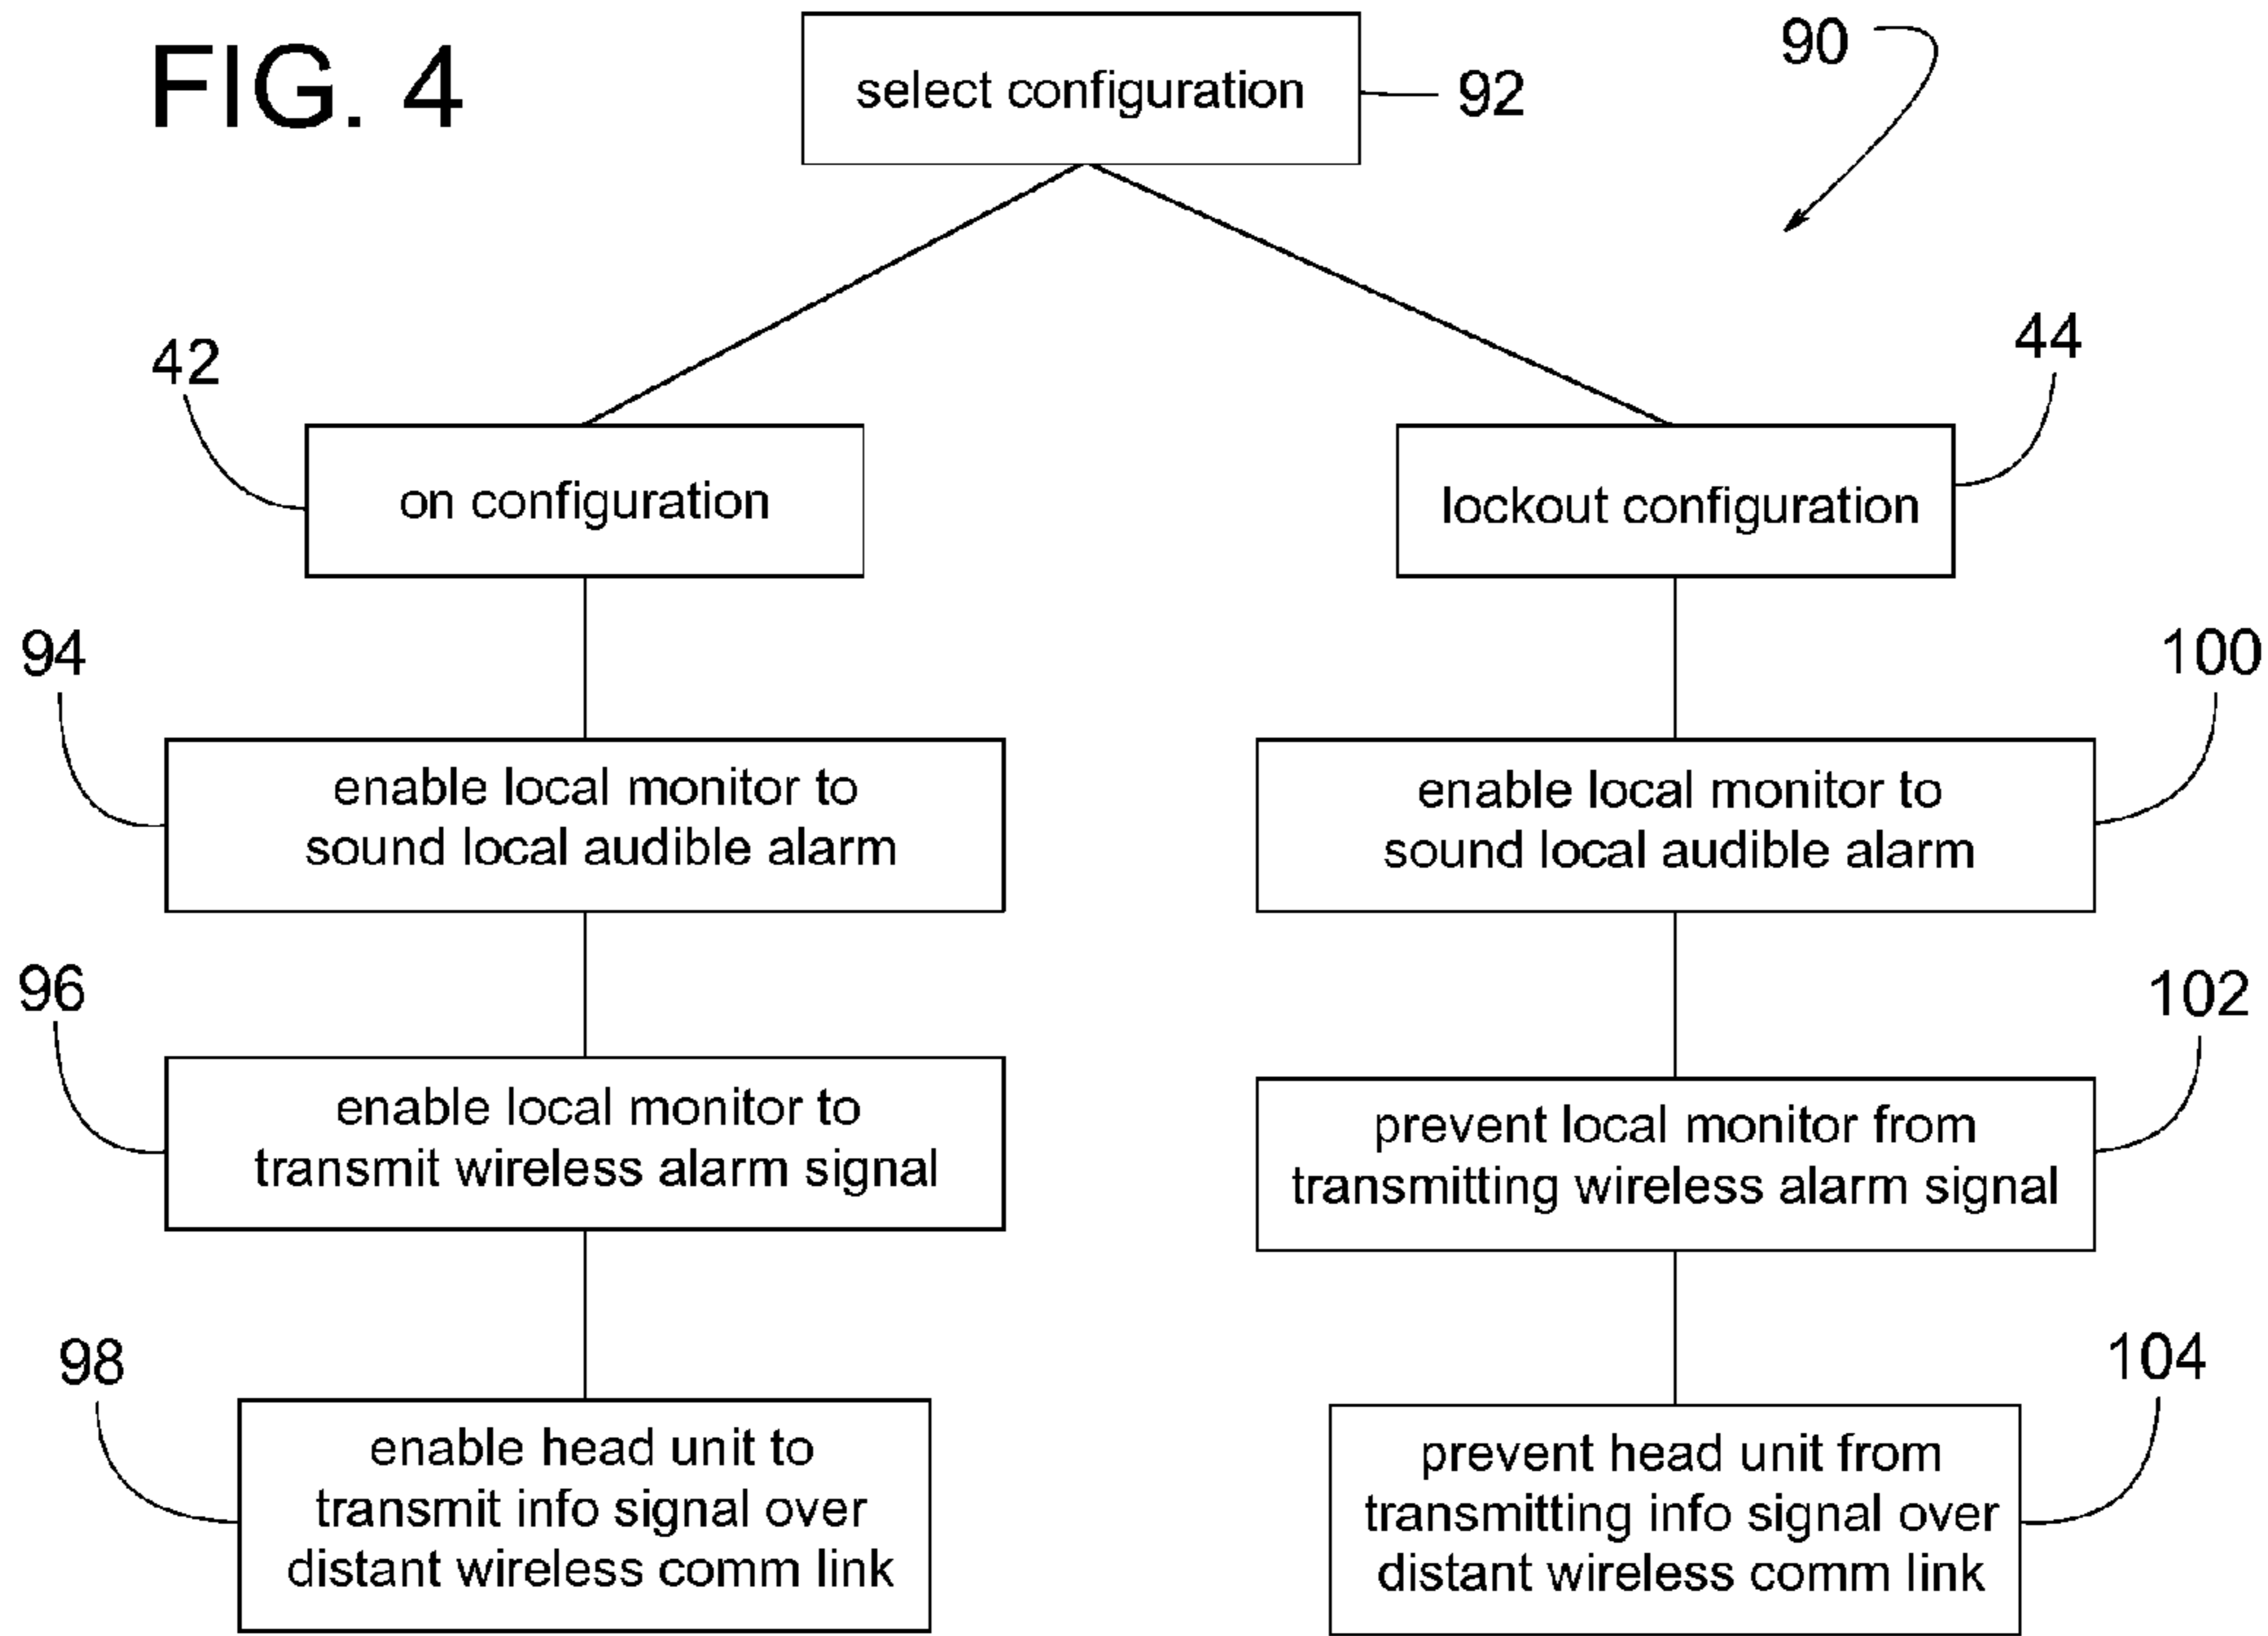 FIG. 4
select configuration
92
90
42
44
on configuration
lockout configuration
94
100
enable local monitor to
sound local audible alarm
enable local monitor to
sound local audible alarm
96
102
enable local monitor to
transmit wireless alarm signal
prevent local monitor from
transmitting wireless alarm signal
98
104
enable head unit to
transmit info signal over
distant wireless comm link
prevent head unit from
transmitting info signal over
distant wireless comm link